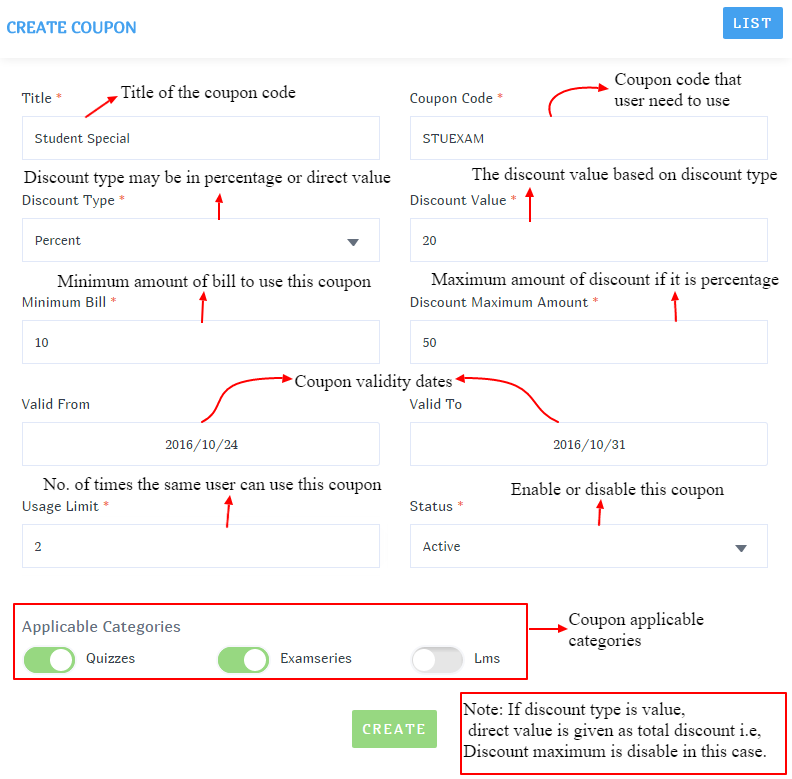 CREATE COUPON
LIST
Title *
Title of the coupon code
Coupon Code *
Coupon code that
user need to use
Student Special
STUEXAM
Discount type may be in percentage or direct value
The discount value based on discount type
Discount Type *
Discount Value *
Percent
20
Minimum amount of bill to use this coupon
Maximum amount of discount if it is percentage
Minimum Bill *
Discount Maximum Amount *
10
50
Coupon validity dates
Valid From
Valid To
2016/10/24
2016/10/31
No. of times the same user can use this coupon
Enable or disable this coupon
Usage Limit *
Status *
2
Active
Applicable Categories
Quizzes
Examseries
Lms
Coupon applicable
categories
CREATE
Note: If discount type is value,
direct value is given as total discount i.e,
Discount maximum is disable in this case.